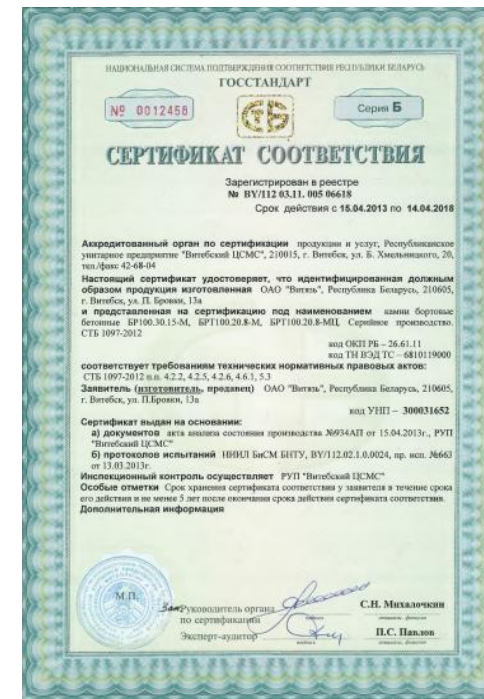 НАЦИОНАЛЬНАЯ СИСТЕМА ПОДТВЕРЖДЕНИЯ СООТВЕТСТВИЯ РЕСПУБЛИКИ БЕЛАРУСЬ
ГОССТАНДАРТ
№ 0012458
Серия Б
СЕРТИФИКАТ СООТВЕТСТВИЯ
Зарегистрирован в реестре
№ BY/112 03.11. 005 06618
Срок действия с 15.04.2013 по 14.04.2018
Аккредитованный орган по сертификации продукции и услуг, Республиканское
унитарное предприятие "Витебский ЦСМС", 210015, г. Витебск, ул. Б. Хмельницкого, 20,
тел./факс 42-68-04
Настоящий сертификат удостоверяет, что идентифицированная должным
образом продукция изготовленная ОАО "Витязь", Республика Беларусь, 210605,
г. Витебск, ул. П. Бровки, 13а
и представленная на сертификацию под наименованием камни бортовые
бетонные БР100.30.15-М, БРТ100.20.8-М, БРТ100.20.8-МЦ, Серийное производство.
СТБ 1097-2012
код ОКП РБ – 26.61.11
код ТН ВЭД ТС – 6810119000
соответствует требованиям технических нормативных правовых актов:
СТБ 1097-2012 п.п. 4.2.2, 4.2.5, 4.2.6, 4.6.1, 5.3
Заявитель (изготовитель, продавец) ОАО "Витязь", Республика Беларусь, 210605,
г. Витебск, ул. П.Бровки, 13а
код УНП – 300031652
Сертификат выдан на основании:
а) документов акта анализа состояния производства №934АП от 15.04.2013г., РУП
"Витебский ЦСМС"
б) протоколов испытаний НИИЛ БиСМ БНТУ, BY/112.02.1.0.0024, пр. исп. №663
от 13.03.2013г.
Инспекционный контроль осуществляет РУП "Витебский ЦСМС"
Особые отметки Срок хранения сертификата соответствия у заявителя в течение срока
его действия и не менее 5 лет после окончания срока действия сертификата соответствия.
Дополнительная информация
М.П.
Зам. Руководитель органа
по сертификации
С.Н. Михалочкин
Эксперт-аудитор
П.С. Павлов